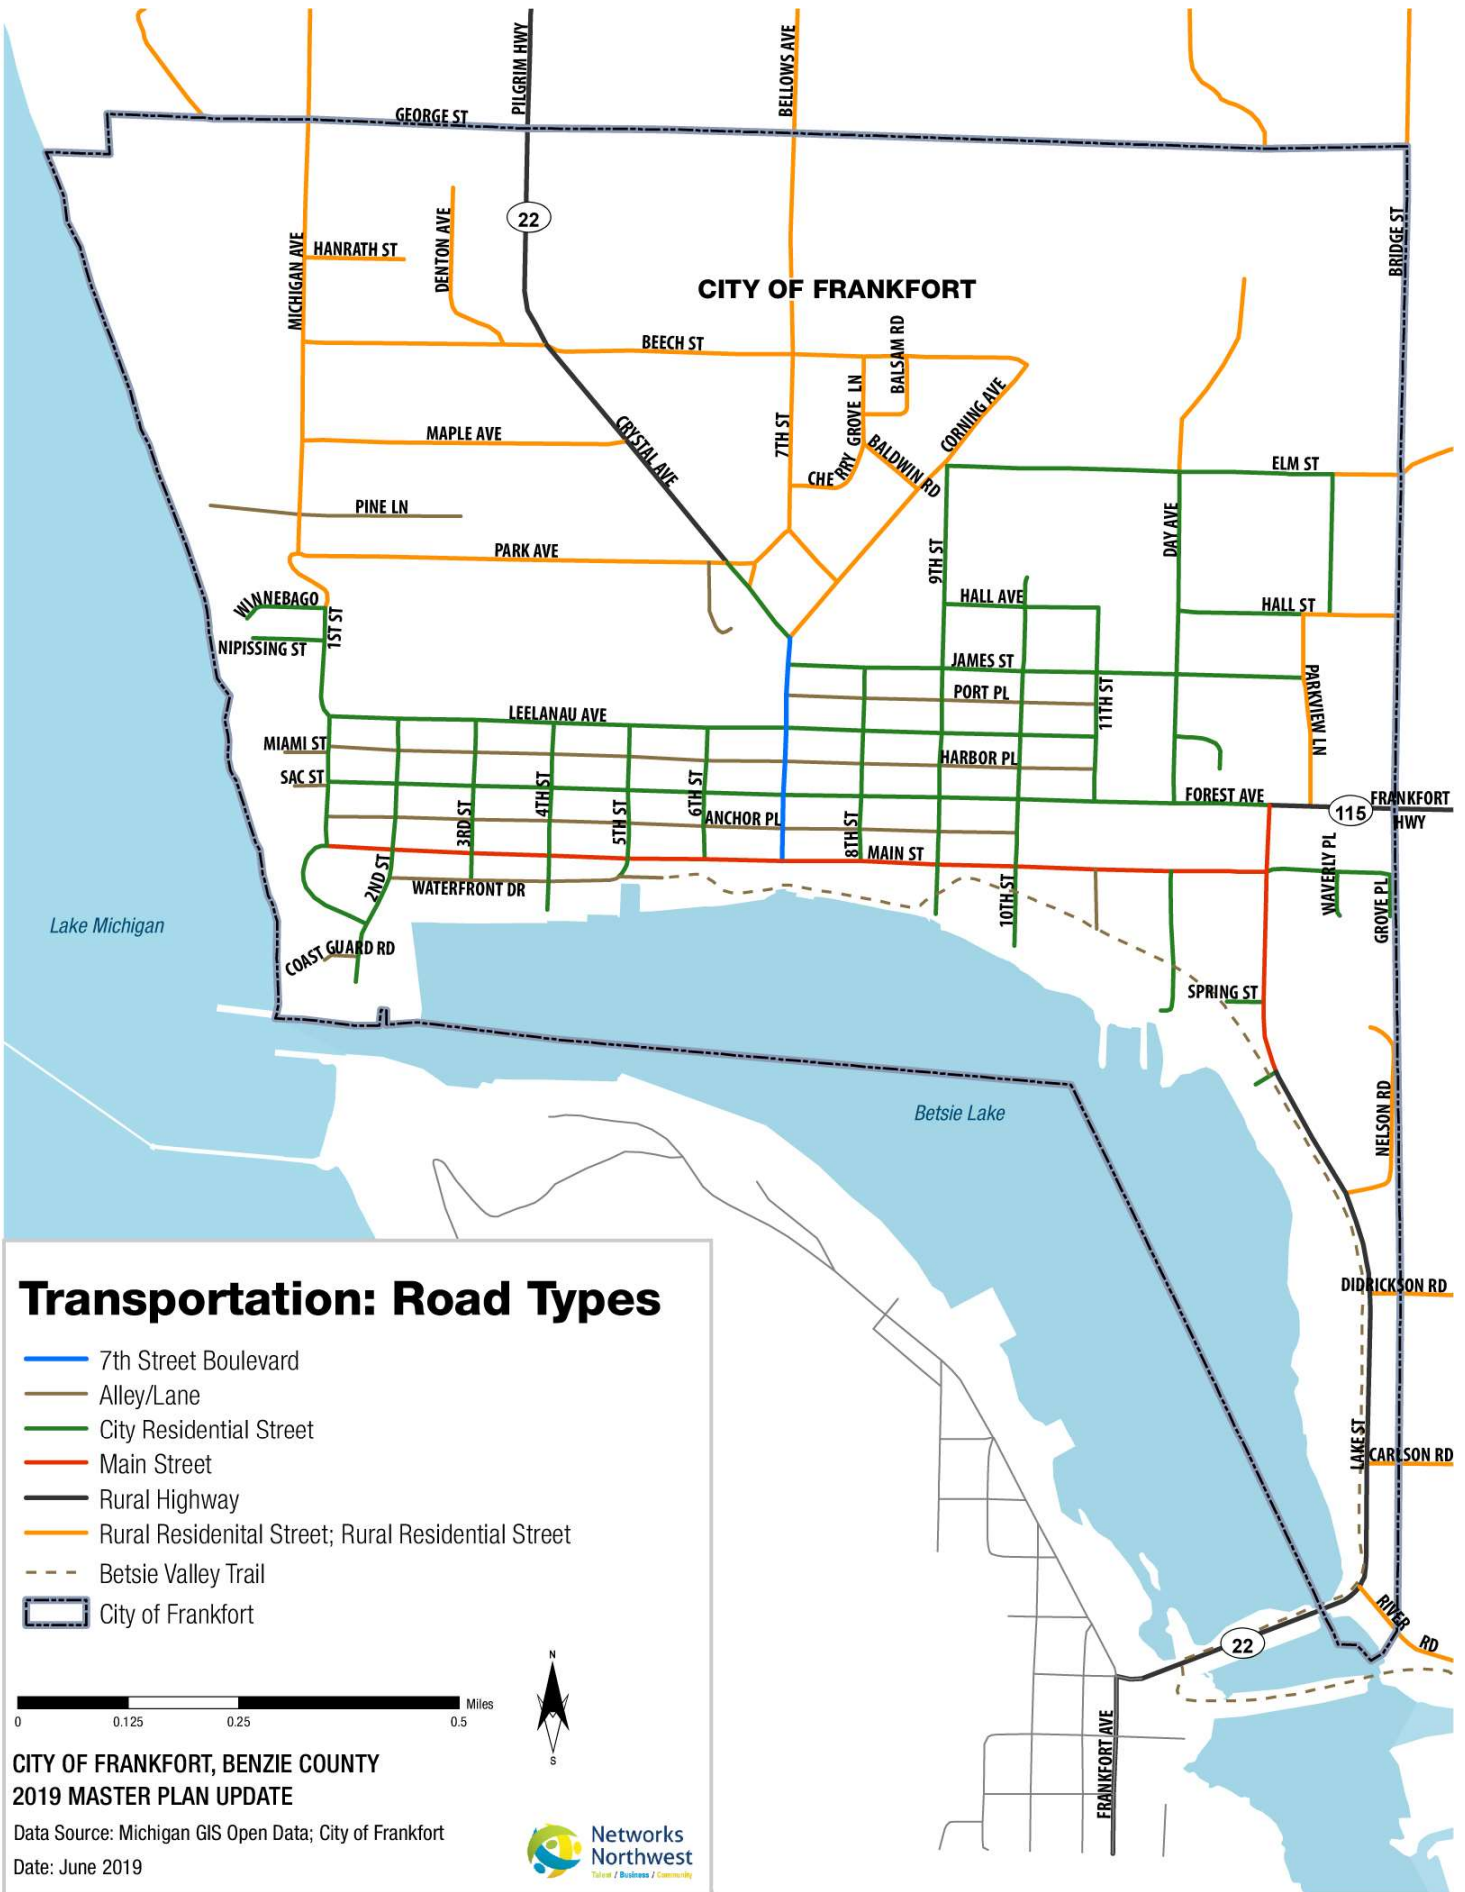 PILGRIM HWY
BELLOWS AVE
GEORGE ST
22
MICHIGAN AVE
HANRATH ST
DENTON AVE
BRIDGE ST
CITY OF FRANKFORT
BEECH ST
BALSAM RD
CHERRY GROVE LN
CORNING AVE
7TH ST
MAPLE AVE
CRYSTAL AVE
BALDWIN RD
ELM ST
PINE LN
DAY AVE
PARK AVE
9TH ST
WINNEBAGO
1ST ST
HALL AVE
HALL ST
NIPISSING ST
JAMES ST
PORT PL
11TH ST
PARKVIEW LN
LEELANAU AVE
MIAMI ST
HARBOR PL
SAC ST
4TH ST
6TH ST
3RD ST
5TH ST
ANCHOR PL
8TH ST
FOREST AVE
115
FRANKFORT
HWY
MAIN ST
2ND ST
WATERFRONT DR
10TH ST
WAVERLY PL
GROVE PL
Lake Michigan
COAST GUARD RD
SPRING ST
Betsie Lake
NELSON RD
DIDRICKSON RD
LAKE ST
CARLSON RD
RIVER RD
22
FRANKFORT AVE
Transportation: Road Types
7th Street Boulevard
Alley/Lane
City Residential Street
Main Street
Rural Highway
Rural Residenital Street; Rural Residential Street
Betsie Valley Trail
City of Frankfort
N
S
Miles
0 0.125 0.25 0.5
CITY OF FRANKFORT, BENZIE COUNTY
2019 MASTER PLAN UPDATE
Data Source: Michigan GIS Open Data; City of Frankfort
Date: June 2019
Networks
Northwest
Talent / Business / Community